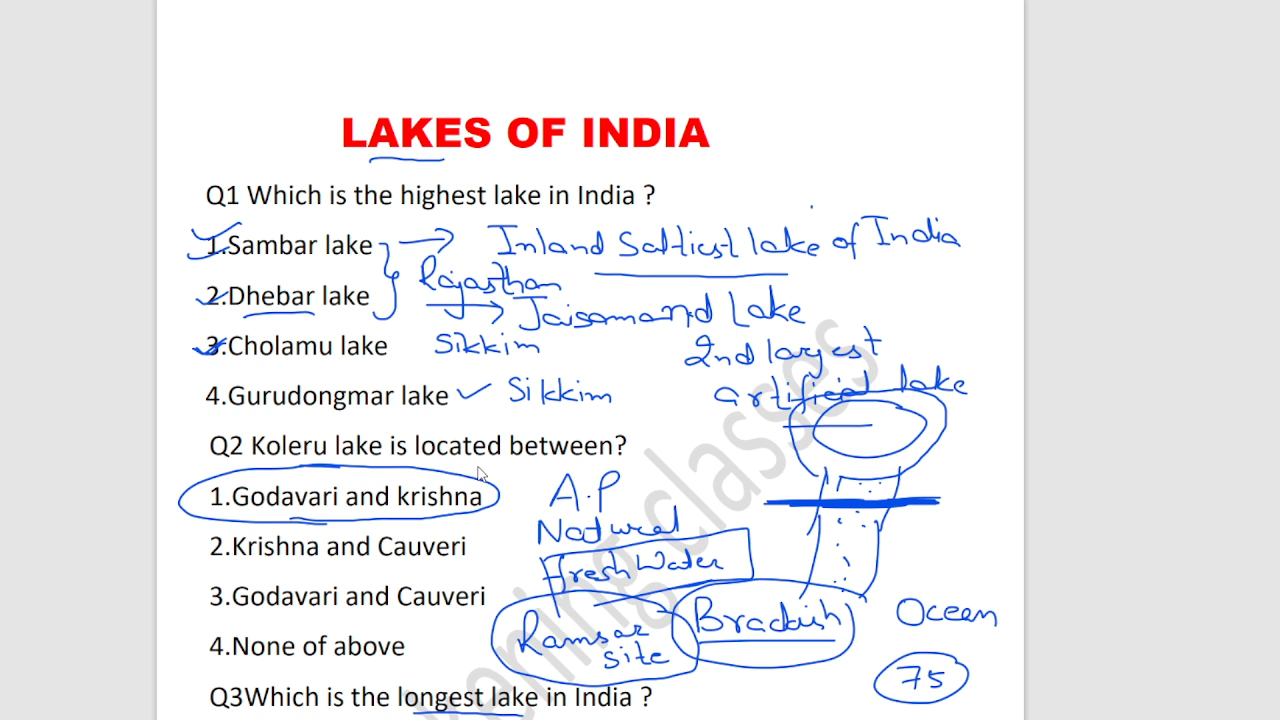 LAKES OF INDIA
Q1 Which is the highest lake in India ?
1.Sambar lake → Inland Saltiest lake of India
Rajasthan
2.Dhebar lake → Jaisamand Lake
3.Cholamu lake Sikkim 2nd largest
4.Gurudongmar lake ✓ Sikkim artificial lake
Q2 Koleru lake is located between?
1.Godavari and krishna A.P
Natural
2.Krishna and Cauveri Fresh Water
3.Godavari and Cauveri Brackish Ocean
4.None of above Ramsar site 75
Q3Which is the longest lake in India ?
ening classes